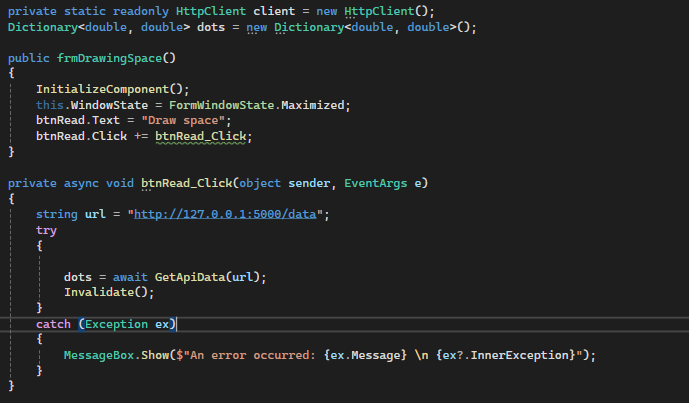 private static readonly HttpClient client = new HttpClient();
Dictionary<double, double> dots = new Dictionary<double, double>();
public frmDrawingSpace()
{
InitializeComponent();
this.WindowState = FormWindowState.Maximized;
btnRead.Text = "Draw space";
btnRead.Click += btnRead_Click;
}
private async void btnRead_Click(object sender, EventArgs e)
{
string url = "http://127.0.0.1:5000/data";
try
{
dots = await GetApiData(url);
Invalidate();
}
catch (Exception ex)
{
MessageBox.Show($"An error occurred: {ex.Message} \n {ex?.InnerException}");
}
}